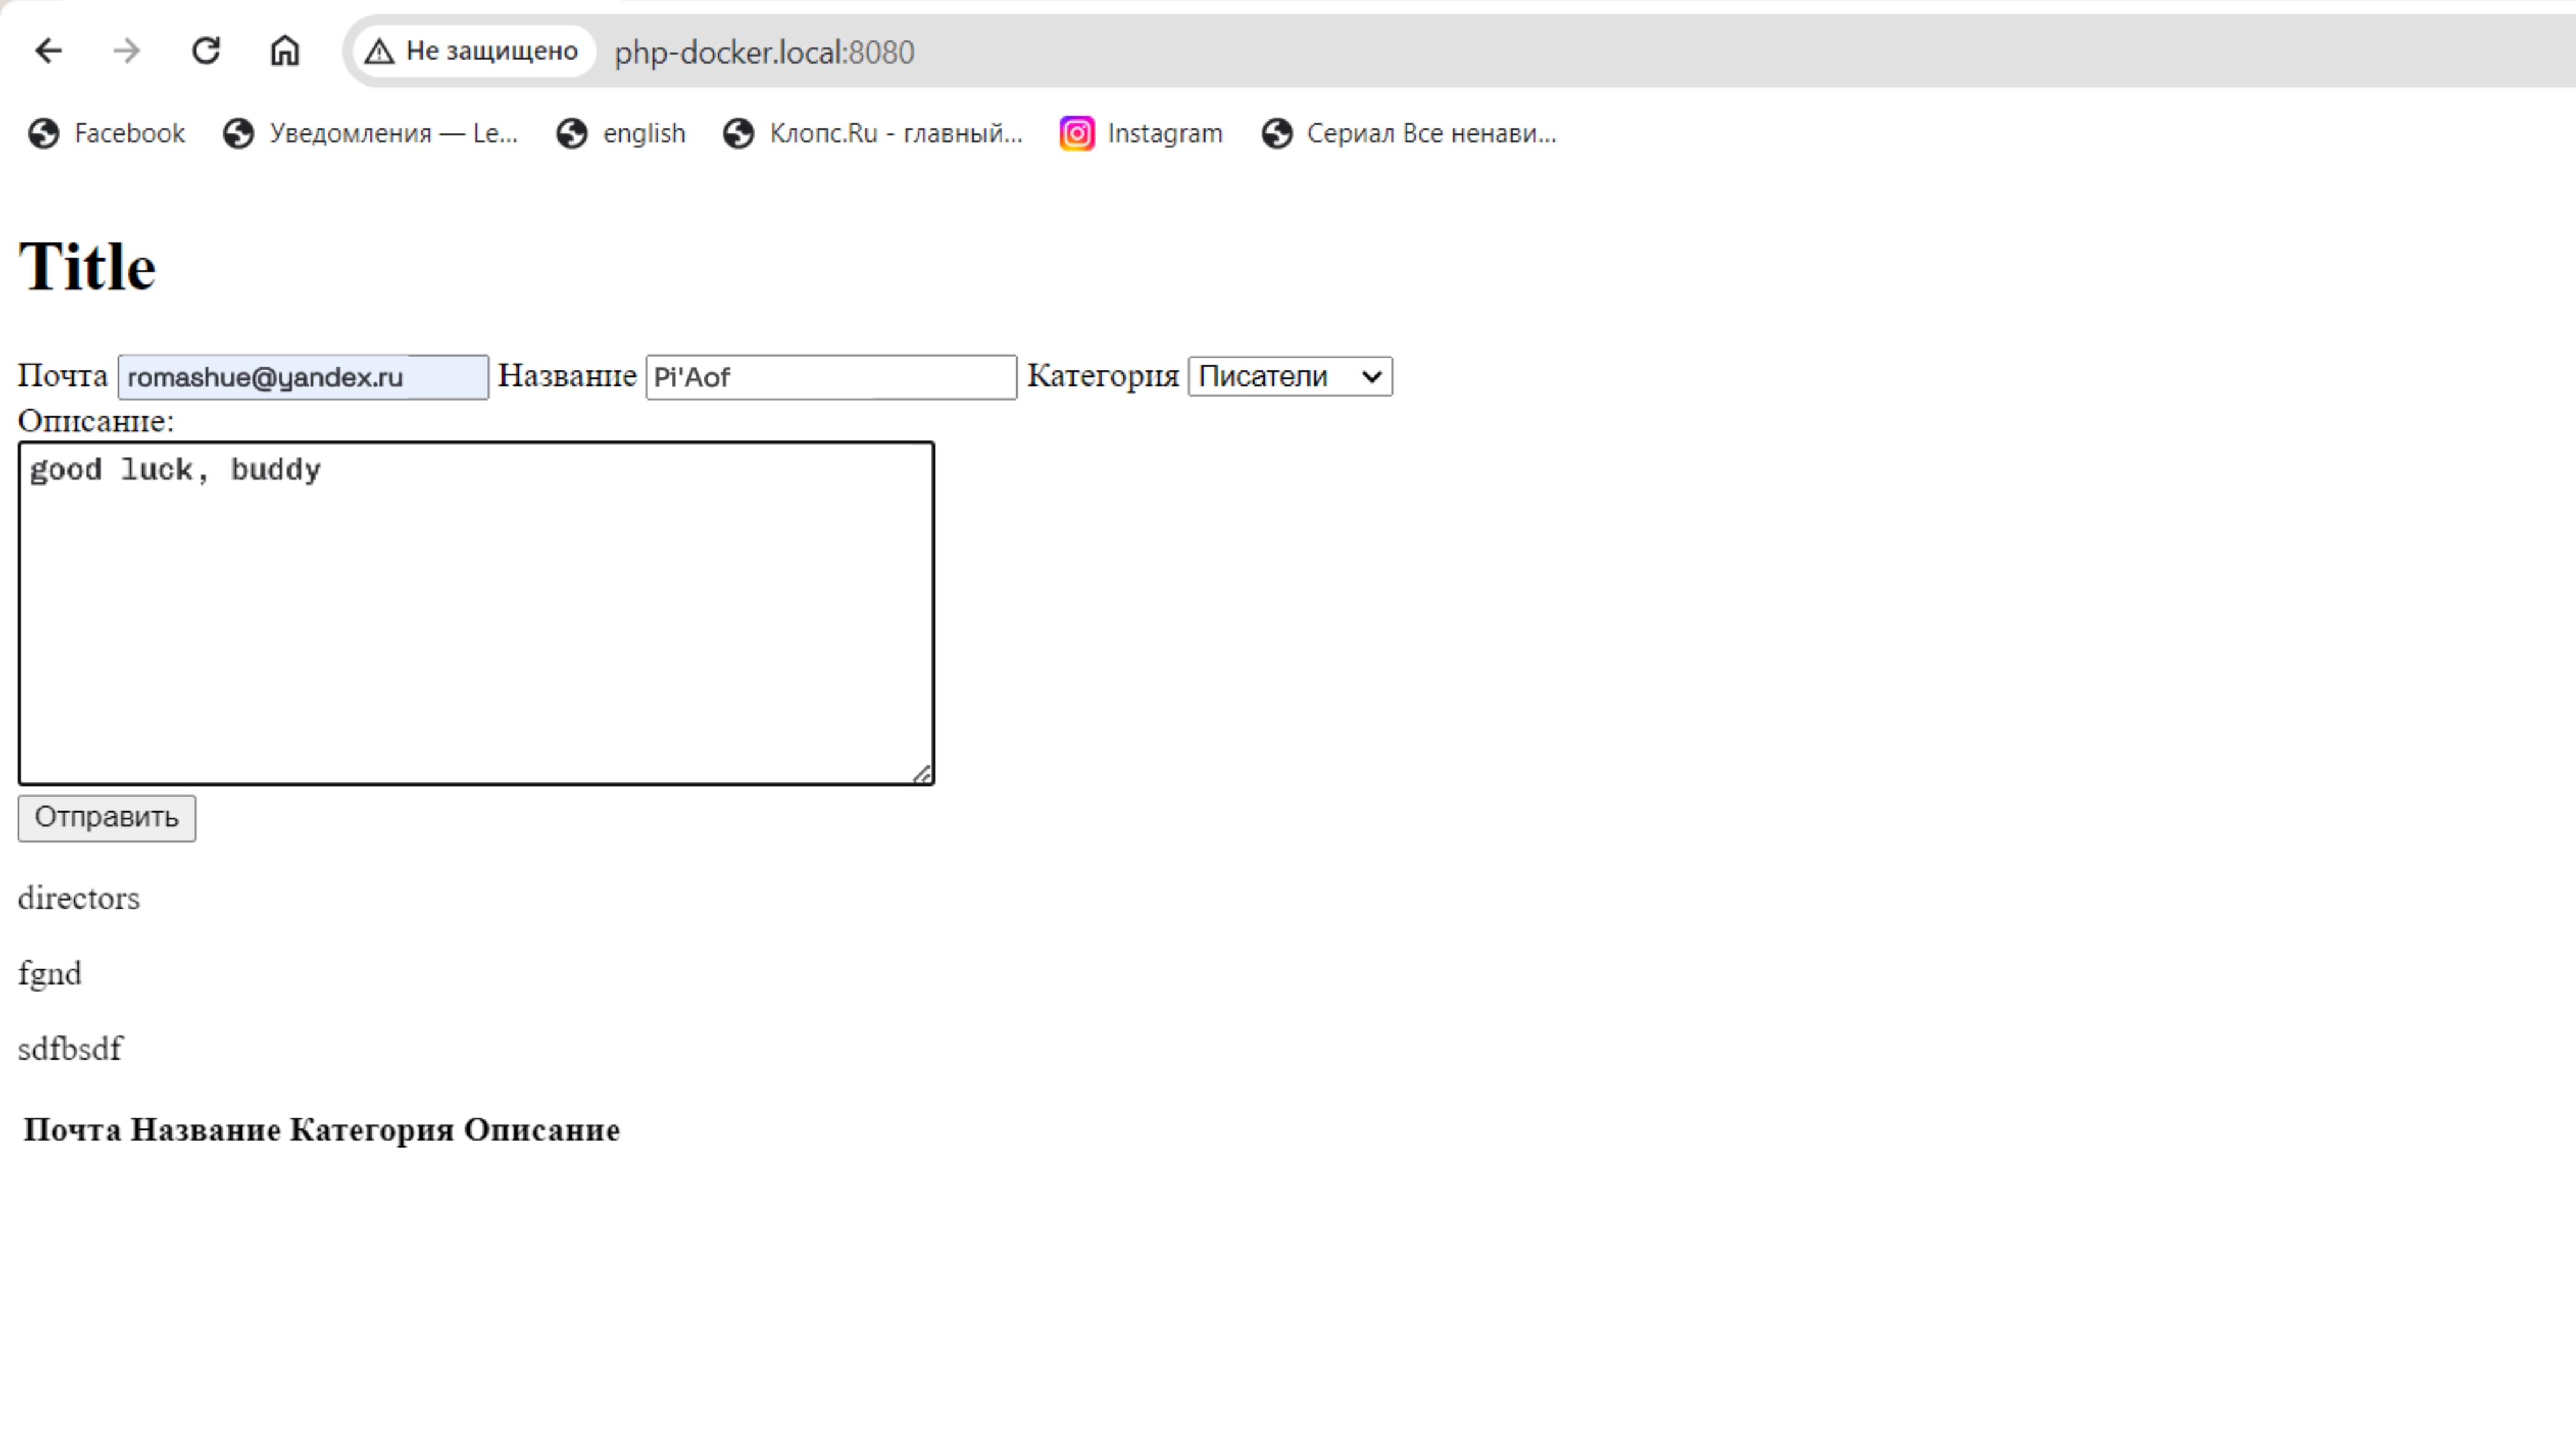 Не защищено php-docker.local:8080
Facebook Уведомления — Le... english Клопс.Ru - главный... Instagram Сериал Все ненави...
Title
Почта romashue@yandex.ru Название Pi'Aof Категория Писатели
Описание:
good luck, buddy
Отправить
directors
fgnd
sdfbsdf
Почта Название Категория Описание